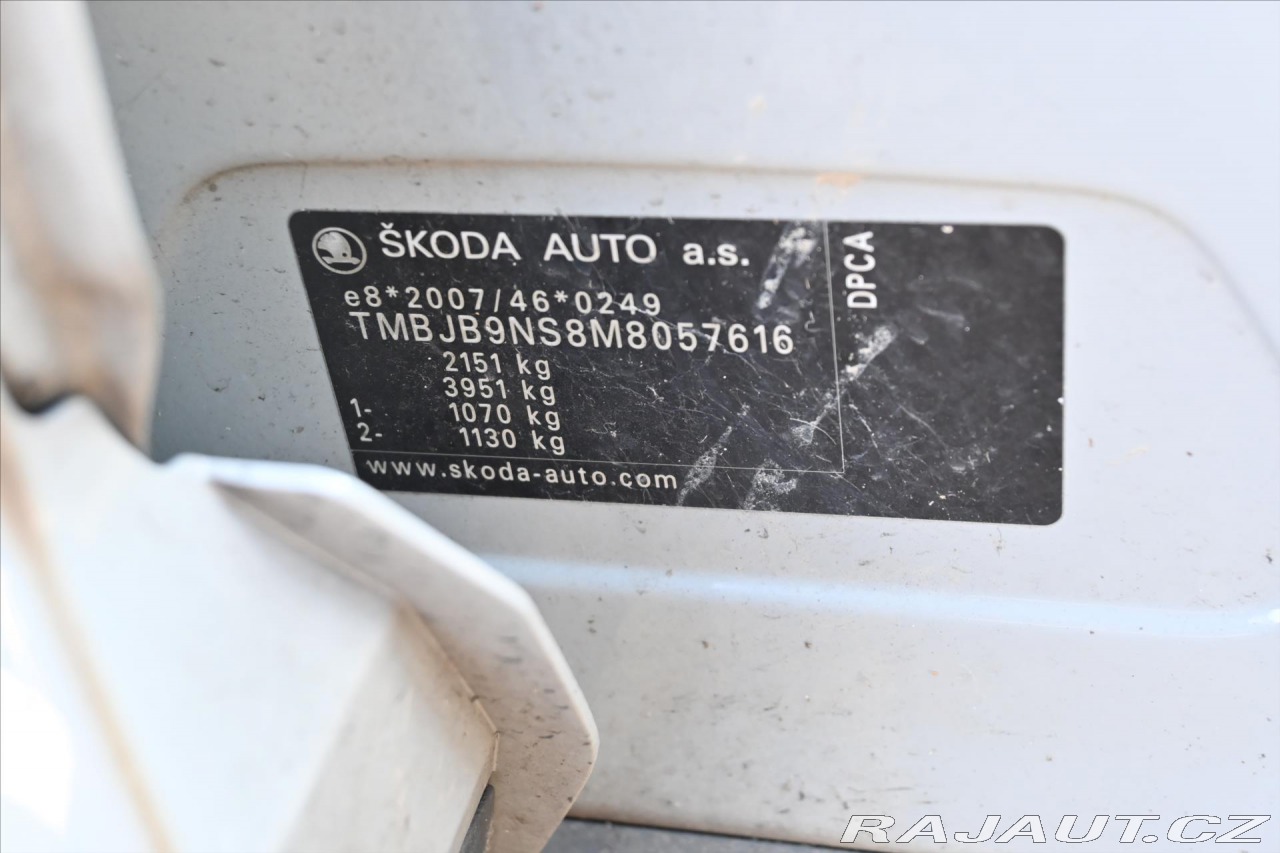 ŠKODA AUTO a.s.
e8*2007/46*0249
TMBJB9NS8M8057616
2151 kg
3951 kg
1- 1070 kg
2- 1130 kg
www.skoda-auto.com
DPCA
RAJAUT.CZ